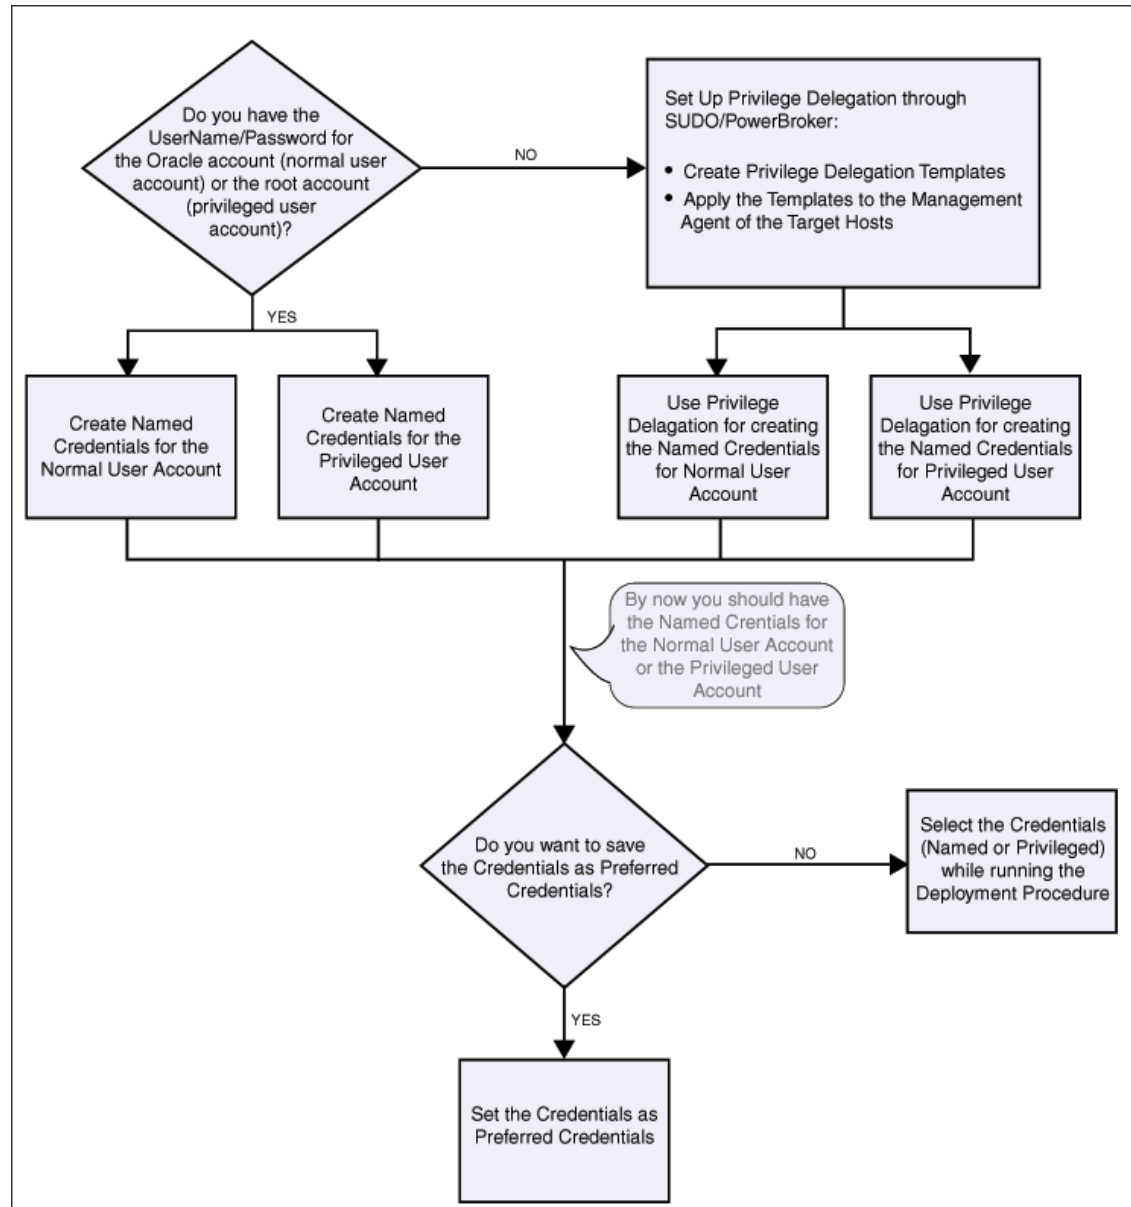 Do you have the
UserName/Password for
the Oracle account (normal user
account) or the root account
(privileged user
account)?
NO
Set Up Privilege Delegation through
SUDO/PowerBroker:
• Create Privilege Delegation Templates
• Apply the Templates to the Management
Agent of the Target Hosts
YES
Create Named
Credentials for the
Normal User Account
Create Named
Credentials for the
Privileged User
Account
Use Privilege
Delagation for creating
the Named Credentials
for Normal User
Account
Use Privilege
Delagation for creating
the Named Credentials
for Privileged User
Account
By now you should have
the Named Crentials for
the Normal User Account
or the Privileged User
Account
Do you want to save
the Credentials as Preferred
Credentials?
NO
Select the Credentials
(Named or Privileged)
while running the
Deployment Procedure
YES
Set the Credentials as
Preferred Credentials